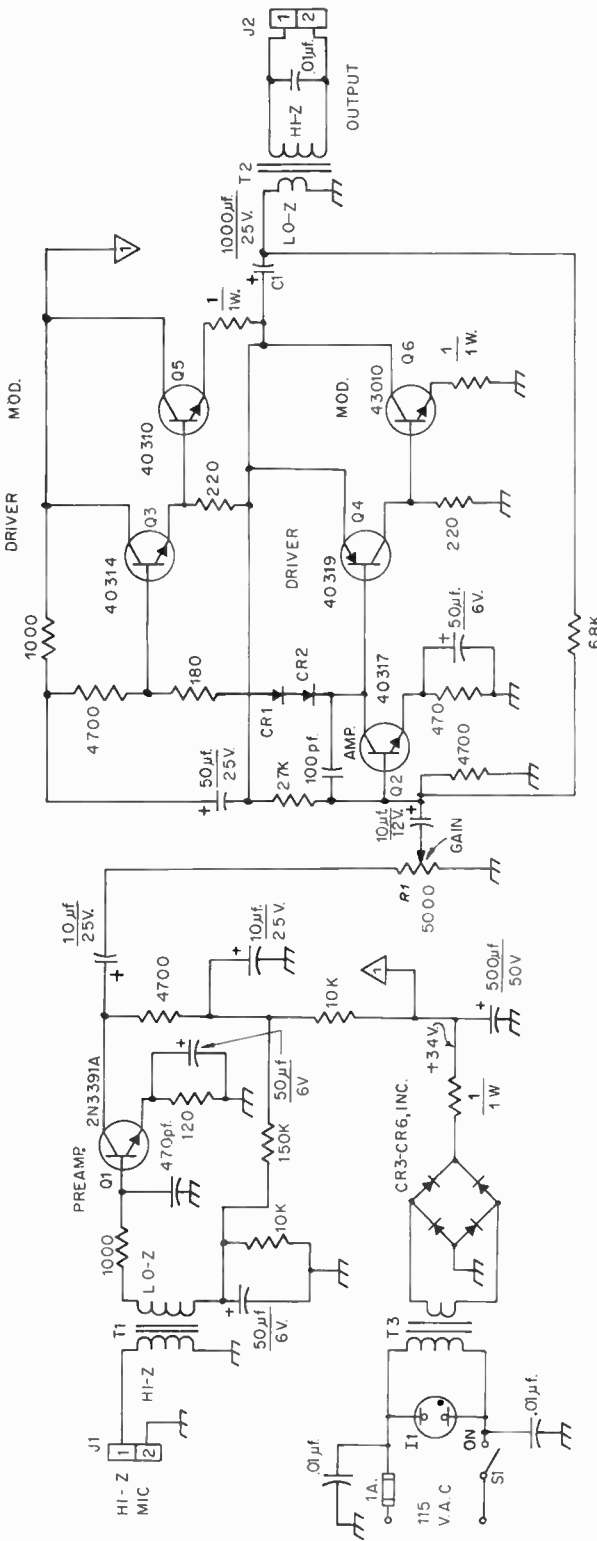 HI-Z
MIC
J1
1
2
HI-Z
T1
LO-Z
1000
PREAMP.
Q1
2N3391A
470pf.
120
50µf
6V
50µf
6V.
10K
150K
4700
10µf
25V.
10µf.
25V.
10K
1
+34V
500µf
50V
1
1W
CR3-CR6, INC.
T3
I1
ON
S1
.01µf.
.01µf.
1A.
115
V.A.C
R1
5000
GAIN
10µf
12V.
4700
470
50µf.
6V.
Q2
AMP.
40317
100pf.
27K
50µf
25V.
CR1
CR2
180
4700
1000
DRIVER
MOD.
40314
Q3
220
40310
Q5
DRIVER
40319
Q4
220
MOD.
Q6
43010
1
1W.
1
1W.
1
C1
1000µf.
25V.
6.8K
LO-Z
T2
HI-Z
.01µf.
J2
1
2
OUTPUT